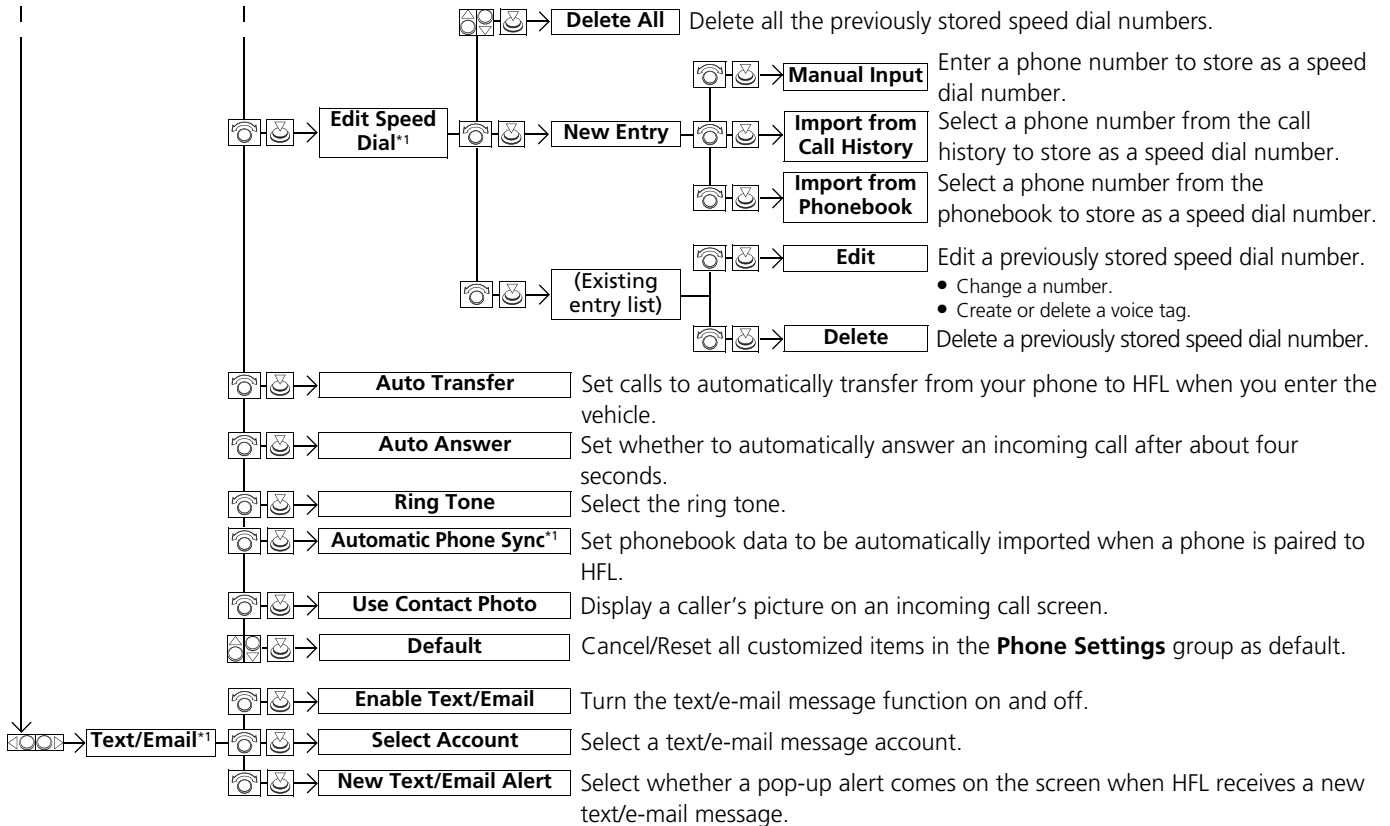 Delete All Delete all the previously stored speed dial numbers.
Manual Input Enter a phone number to store as a speed
dial number.
Edit Speed
Dial*1
New Entry
Import from
Call History
Select a phone number from the call
history to store as a speed dial number.
Import from
Phonebook
Select a phone number from the
phonebook to store as a speed dial number.
(Existing
entry list)
Edit Edit a previously stored speed dial number.
• Change a number.
• Create or delete a voice tag.
Delete Delete a previously stored speed dial number.
Auto Transfer Set calls to automatically transfer from your phone to HFL when you enter the
vehicle.
Auto Answer Set whether to automatically answer an incoming call after about four
seconds.
Ring Tone Select the ring tone.
Automatic Phone Sync*1 Set phonebook data to be automatically imported when a phone is paired to
HFL.
Use Contact Photo Display a caller's picture on an incoming call screen.
Default Cancel/Reset all customized items in the Phone Settings group as default.
Enable Text/Email Turn the text/e-mail message function on and off.
Text/Email*1
Select Account Select a text/e-mail message account.
New Text/Email Alert Select whether a pop-up alert comes on the screen when HFL receives a new
text/e-mail message.